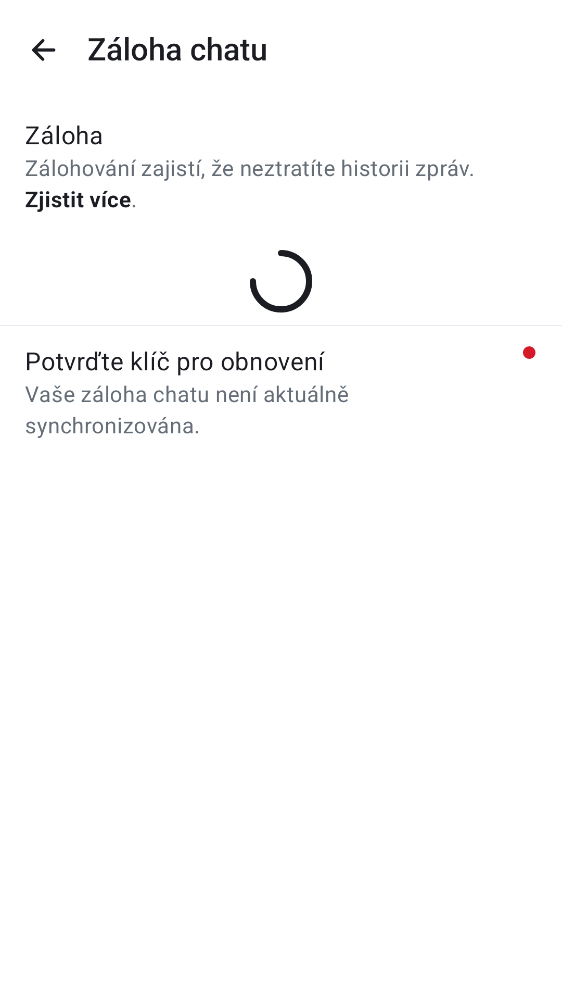 Záloha chatu
Záloha
Zálohování zajistí, že neztratíte historii zpráv.
Zjistit více.
Potvrďte klíč pro obnovení
Vaše záloha chatu není aktuálně
synchronizována.